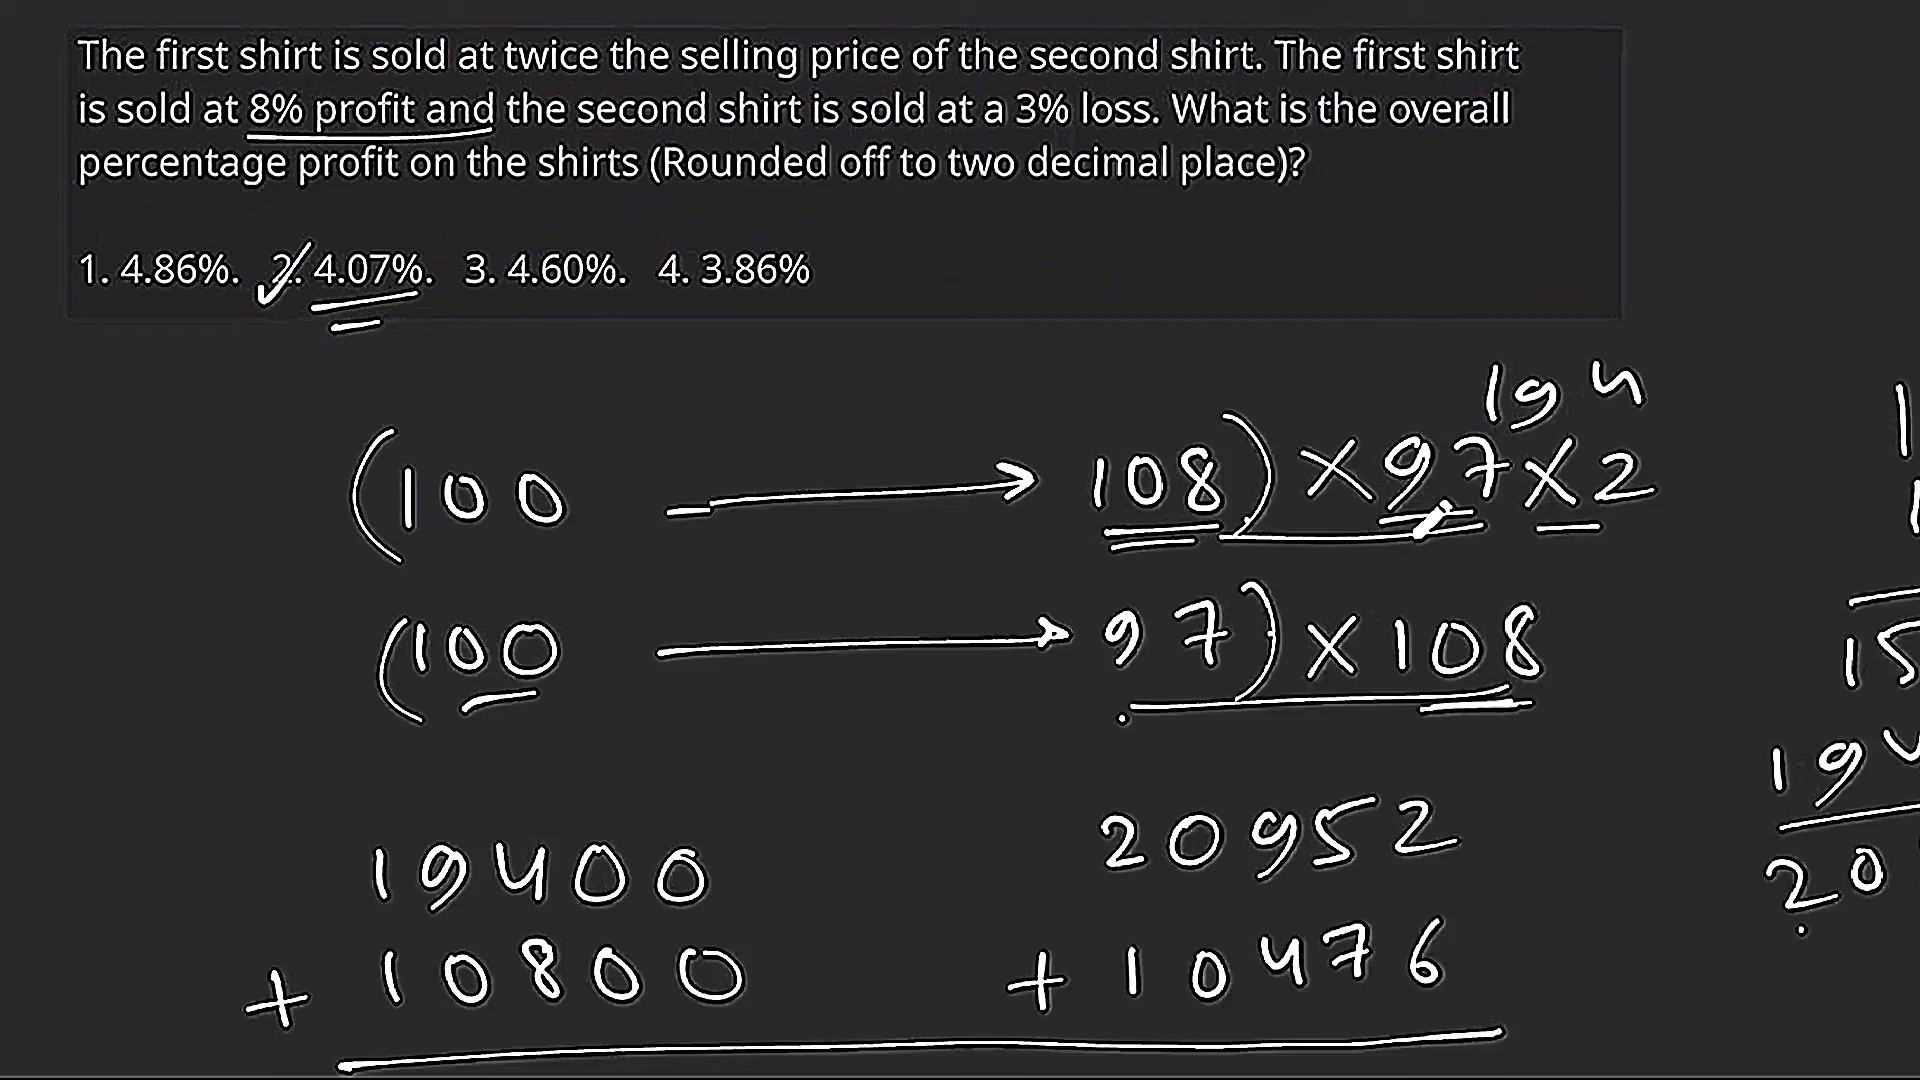 The first shirt is sold at twice the selling price of the second shirt. The first shirt
is sold at 8% profit and the second shirt is sold at a 3% loss. What is the overall
percentage profit on the shirts (Rounded off to two decimal place)?
1. 4.86%. 2. 4.07%. 3. 4.60%. 4. 3.86%
194
(100 → 108) × 97 × 2
(100 → 97) × 108
15
194
19400 20952
20
+ 10800 + 10476